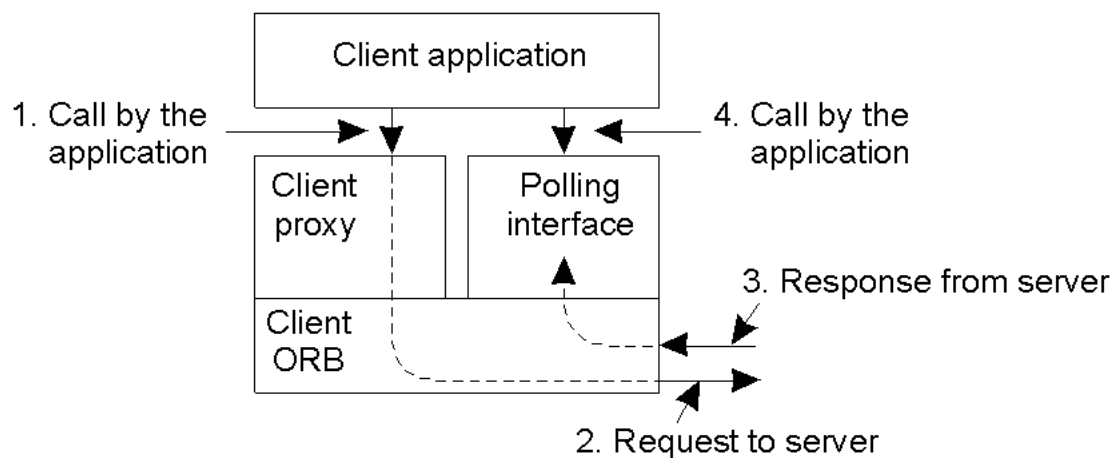 Client application
1. Call by the
application
4. Call by the
application
Client
proxy
Polling
interface
3. Response from server
Client
ORB
2. Request to server